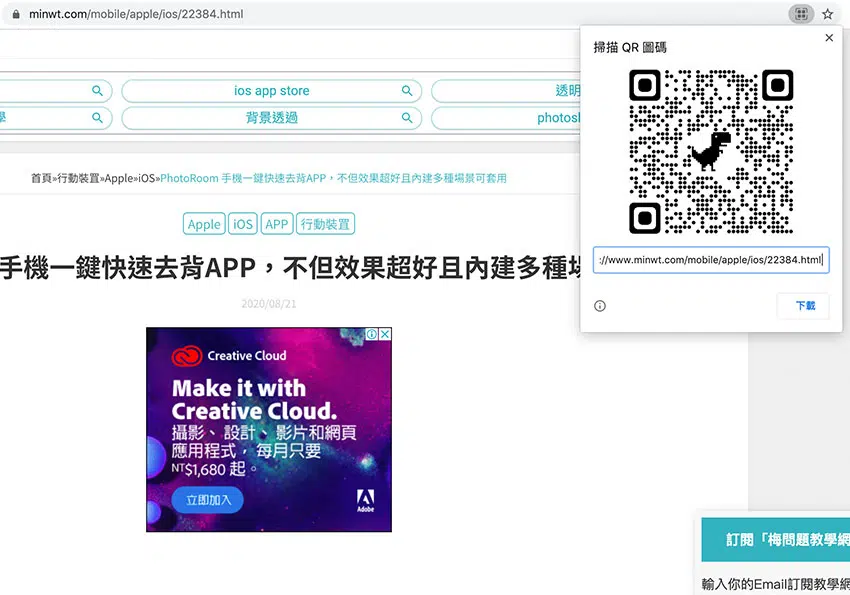 minwt.com/mobile/apple/ios/22384.html
掃描 QR 圖碼
ios app store
透明
學
背景透過
photosh
://www.minwt.com/mobile/apple/ios/22384.html
下載
首頁»行動裝罝»Apple»iOS»PhotoRoom 手機一鍵快速去背APP，不但效果超好且內建多種場景可套用
Apple
iOS
APP
行動裝罝
手機一鍵快速去背APP，不但效果超好且內建多種場
2020/08/21
Creative Cloud
Make it with
Creative Cloud.
攝影、 設計、 影片和網頁
應用程式， 每月只要
NT$1,680 起。
立即加入
Adobe
訂閱「梅問題教學網
輸入你的Email訂閱教學網